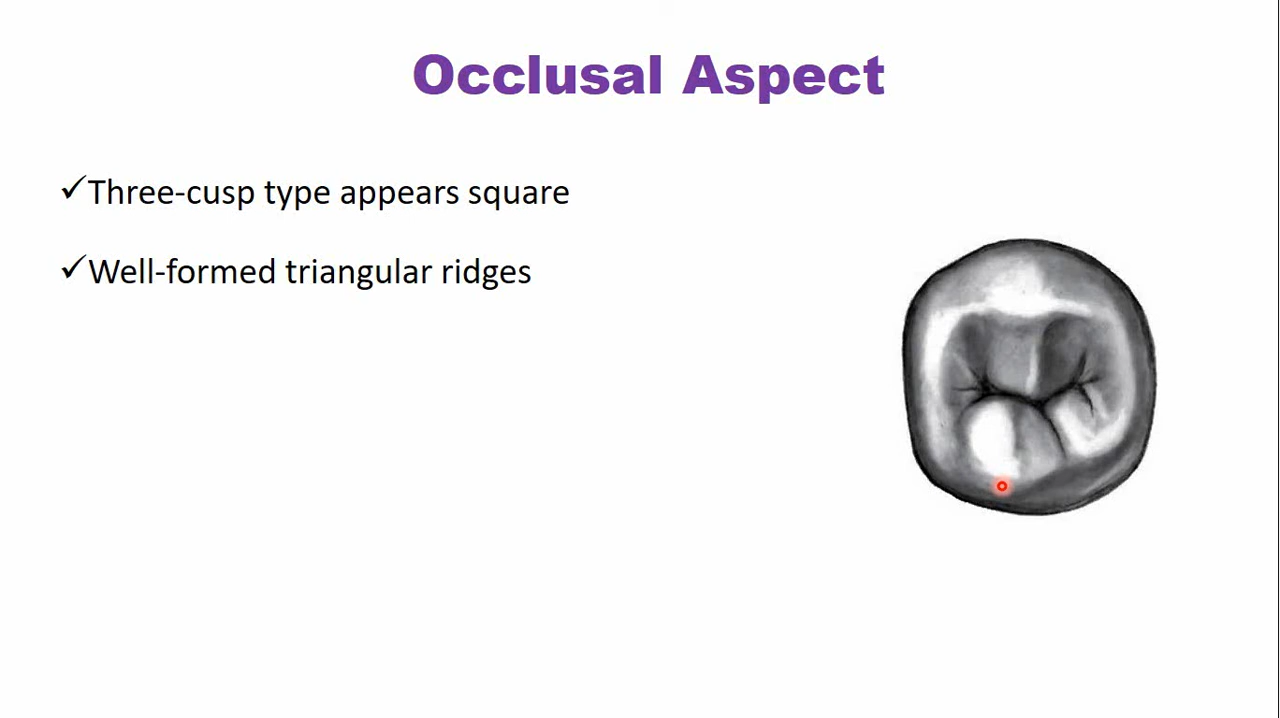 Occlusal Aspect
✓Three-cusp type appears square
✓Well-formed triangular ridges